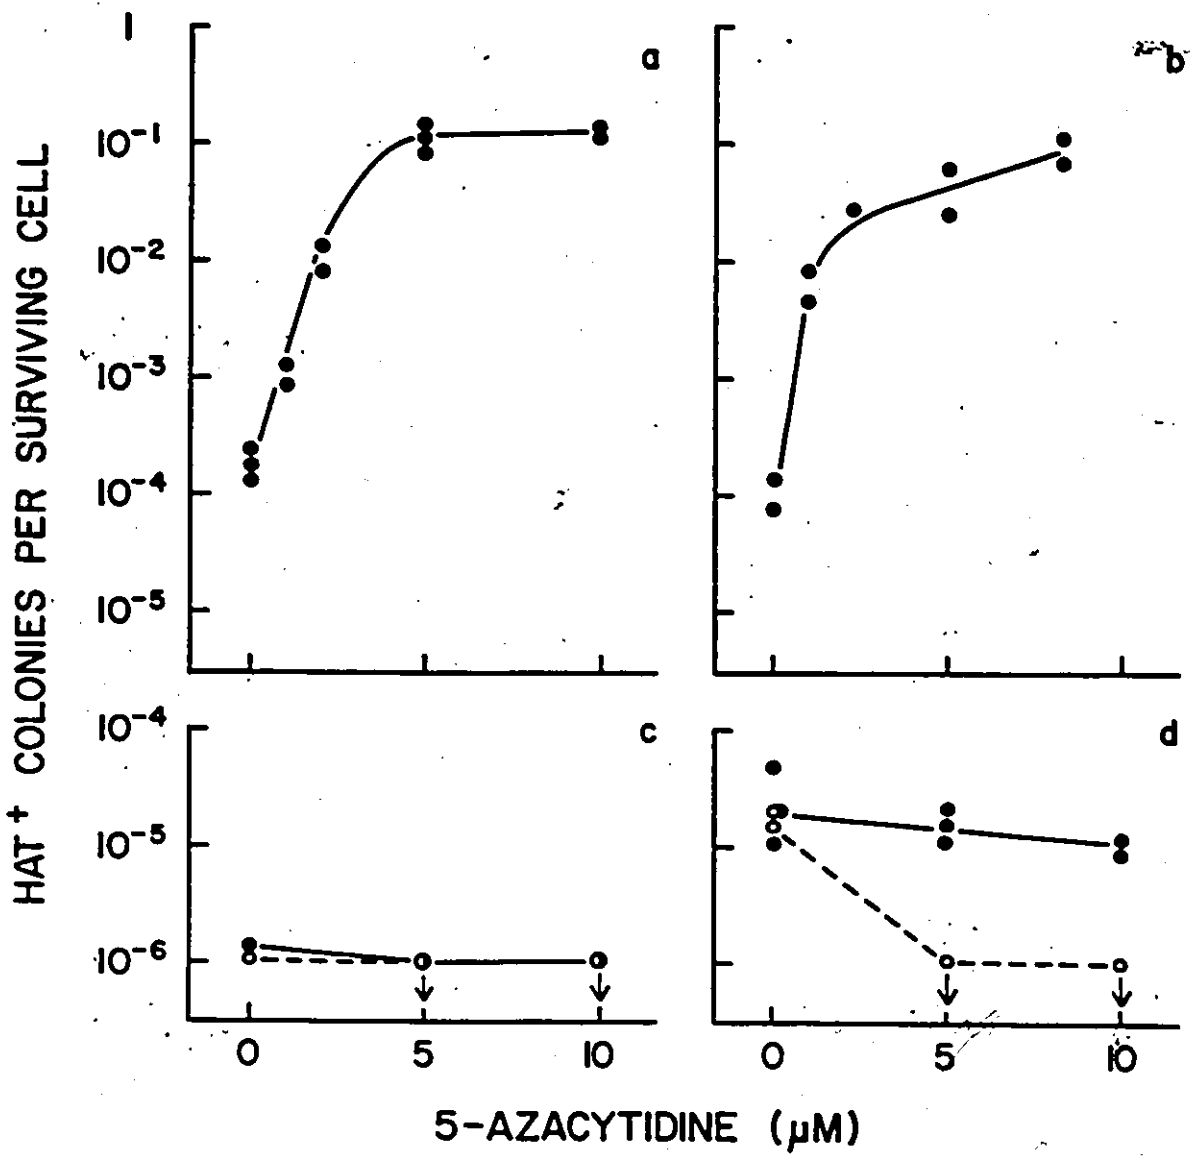 HAT⁺ COLONIES PER SURVIVING CELL
1
10⁻¹
10⁻²
10⁻³
10⁻⁴
10⁻⁵
a
b
10⁻⁴
10⁻⁵
10⁻⁶
c
d
0 5 10
0 5 10
5-AZACYTIDINE (μM)